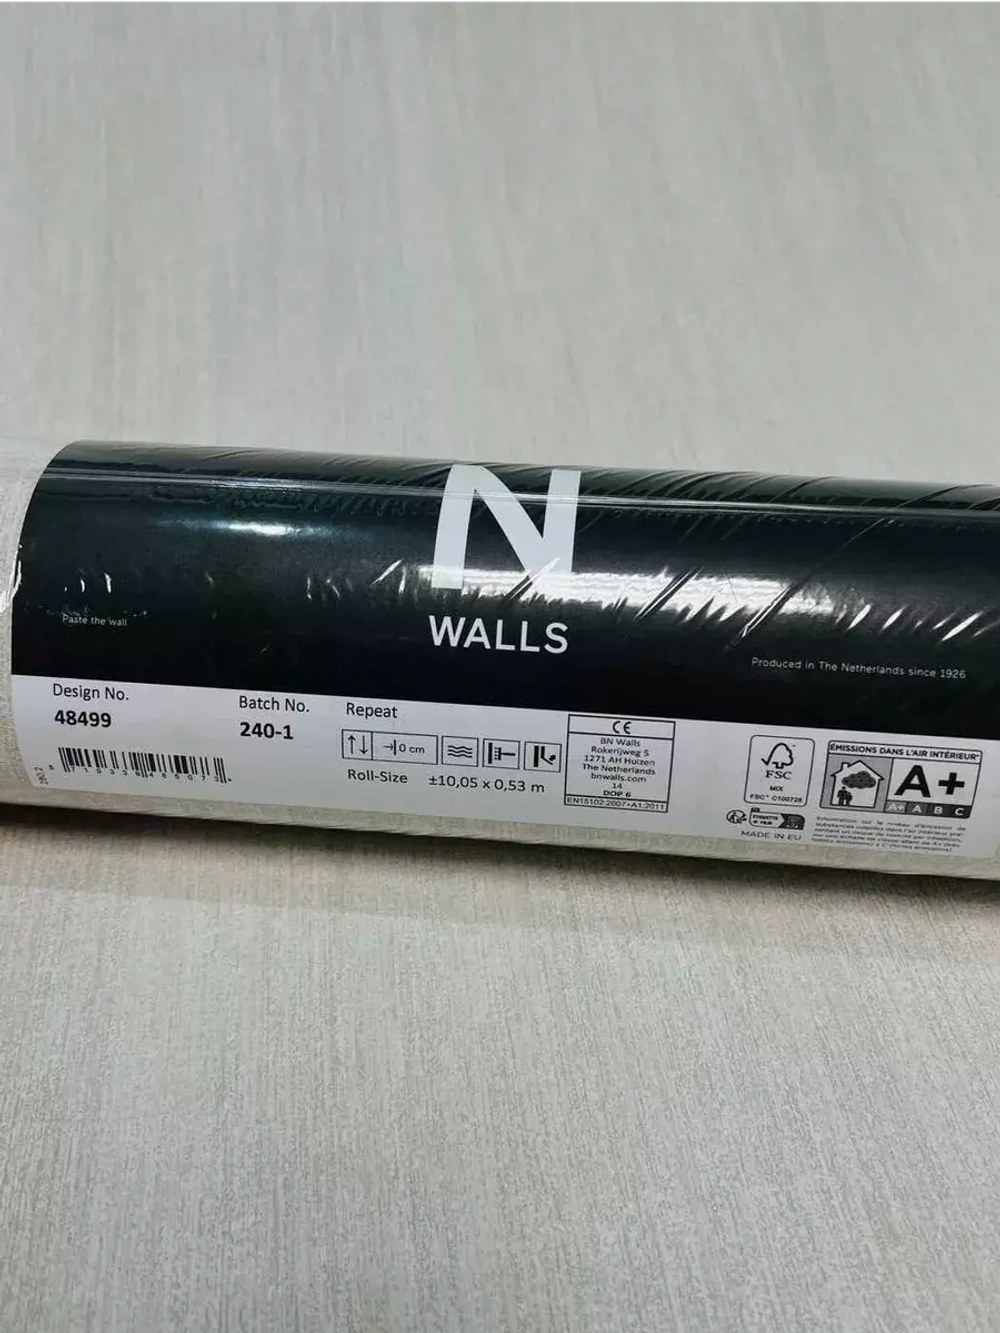 N
WALLS
Paste the wall
Produced in The Netherlands since 1926
Design No.
48499
Batch No.
240-1
Repeat
0 cm
Roll-Size ±10,05 x 0,53 m
CE
BN Walls
Rokerijweg 5
1271 AH Huizen
The Netherlands
bnwalls.com
14
DOP 6
EN15102:2007+A1:2011
FSC
MIX
FSC® C100728
MADE IN EU
ÉMISSIONS DANS L'AIR INTÉRIEUR*
A+
A+ A B C